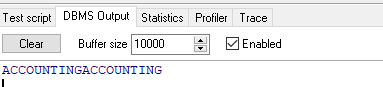 Test script DBMS Output Statistics Profiler Trace
Clear Buffer size 10000 Enabled
ACCOUNTINGACCOUNTING